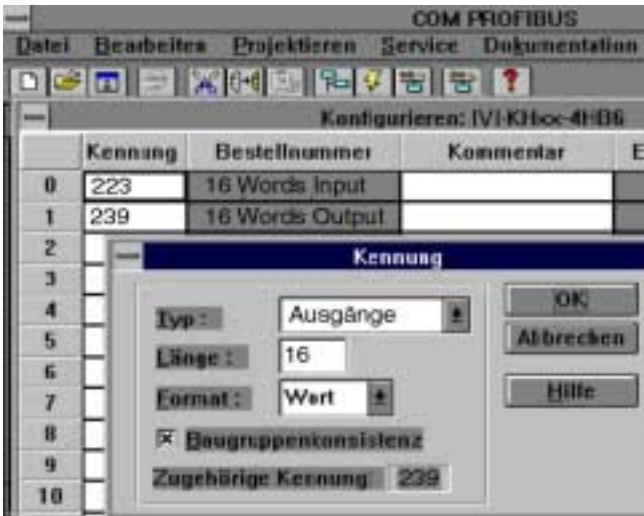 COM PROFIBUS
Datei Bearbeiten Projektieren Service Dokumentation
Konfigurieren: IVI-KHxx-4HB6
Kennung Bestellnummer Kommentar E
0 223 16 Words Input
1 239 16 Words Output
2
Kennung
3
4
Typ: Ausgänge
OK
5
Länge: 16
Abbrechen
6
7
Format: Wort
Hilfe
8
Baugruppenkonsistenz
9
Zugehörige Kennung: 239
10